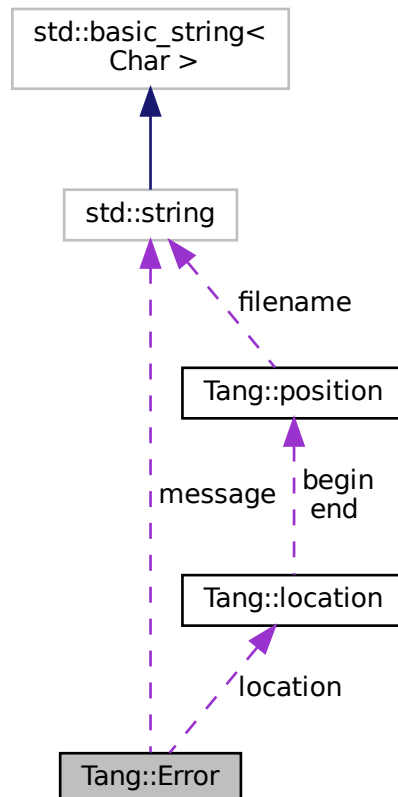 std::basic_string<
Char >
std::string
filename
Tang::position
message
begin
end
Tang::location
location
Tang::Error